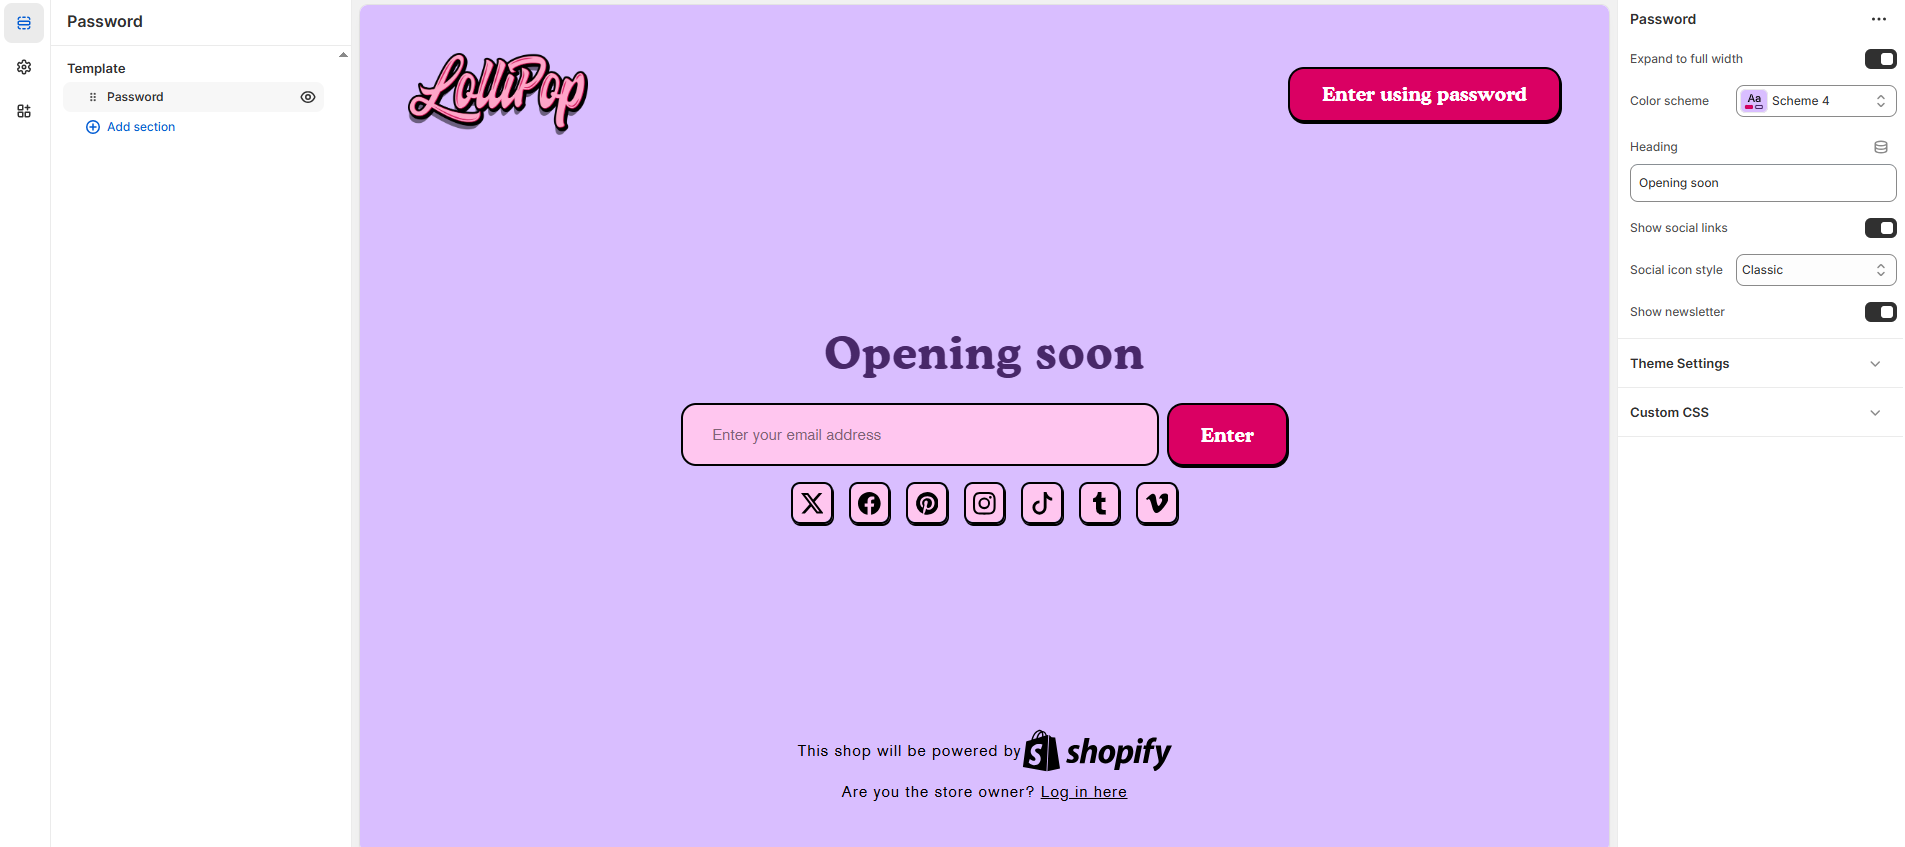 Password
Template
Password
Add section
LolliPop
Enter using password
Opening soon
Enter your email address
Enter
This shop will be powered by shopify
Are you the store owner? Log in here
Password
Expand to full width
Color scheme
Aa
Scheme 4
Heading
Opening soon
Show social links
Social icon style
Classic
Show newsletter
Theme Settings
Custom CSS